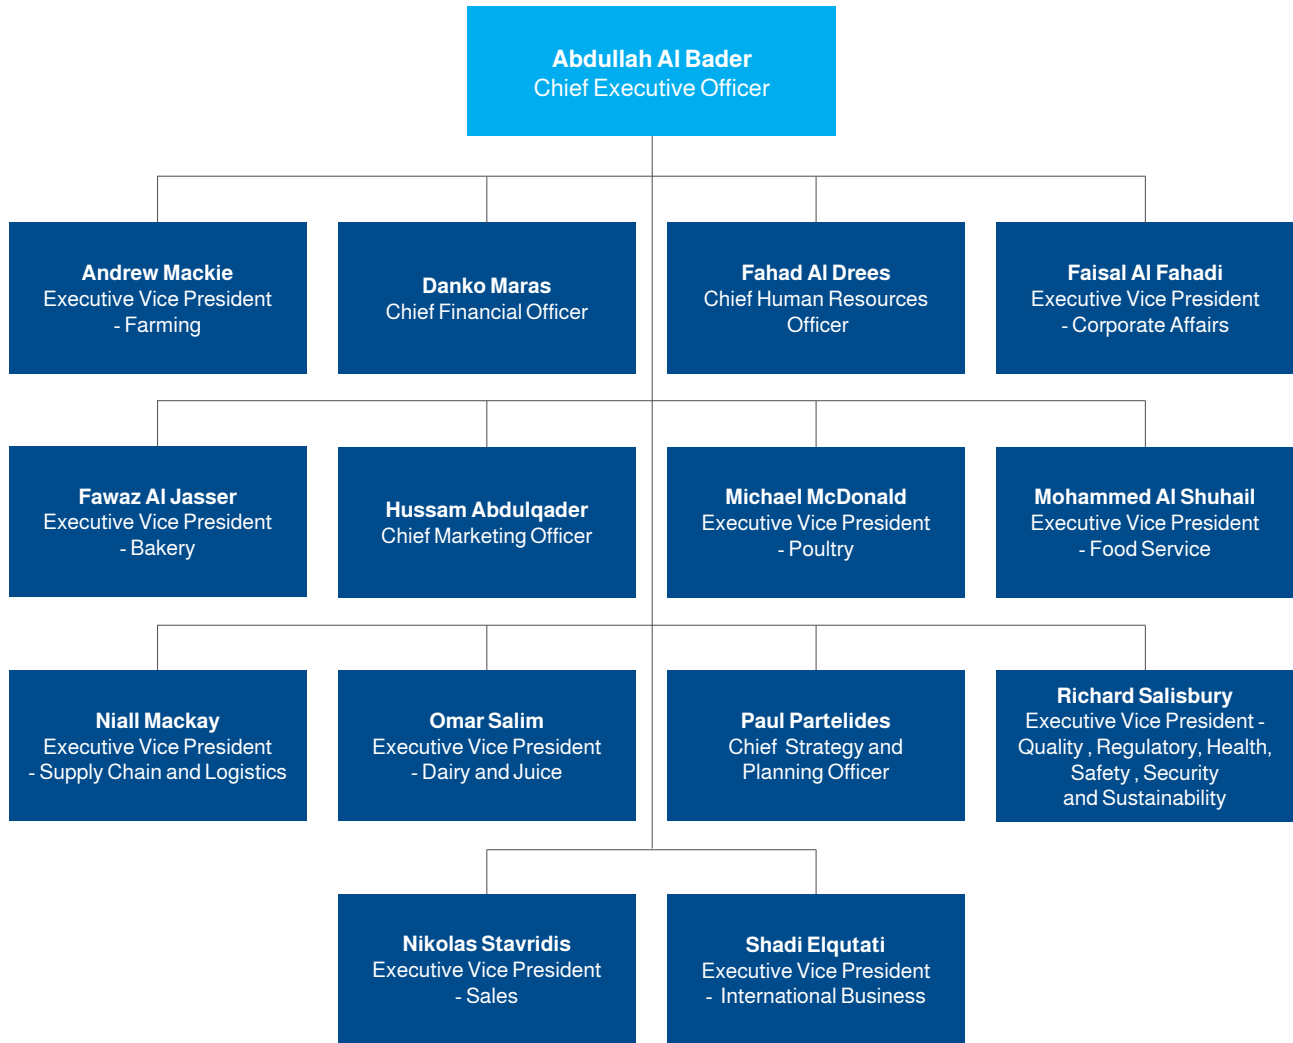 Abdullah Al Bader
Chief Executive Officer
Andrew Mackie
Executive Vice President
- Farming
Danko Maras
Chief Financial Officer
Fahad Al Drees
Chief Human Resources
Officer
Faisal Al Fahadi
Executive Vice President
- Corporate Affairs
Fawaz Al Jasser
Executive Vice President
- Bakery
Hussam Abdulqader
Chief Marketing Officer
Michael McDonald
Executive Vice President
- Poultry
Mohammed Al Shuhail
Executive Vice President
- Food Service
Niall Mackay
Executive Vice President
- Supply Chain and Logistics
Omar Salim
Executive Vice President
- Dairy and Juice
Paul Partelides
Chief  Strategy and
Planning Officer
Richard Salisbury
Executive Vice President -
Quality , Regulatory, Health,
Safety , Security
and Sustainability
Nikolas Stavridis
Executive Vice President
- Sales
Shadi Elqutati
Executive Vice President
-  International Business